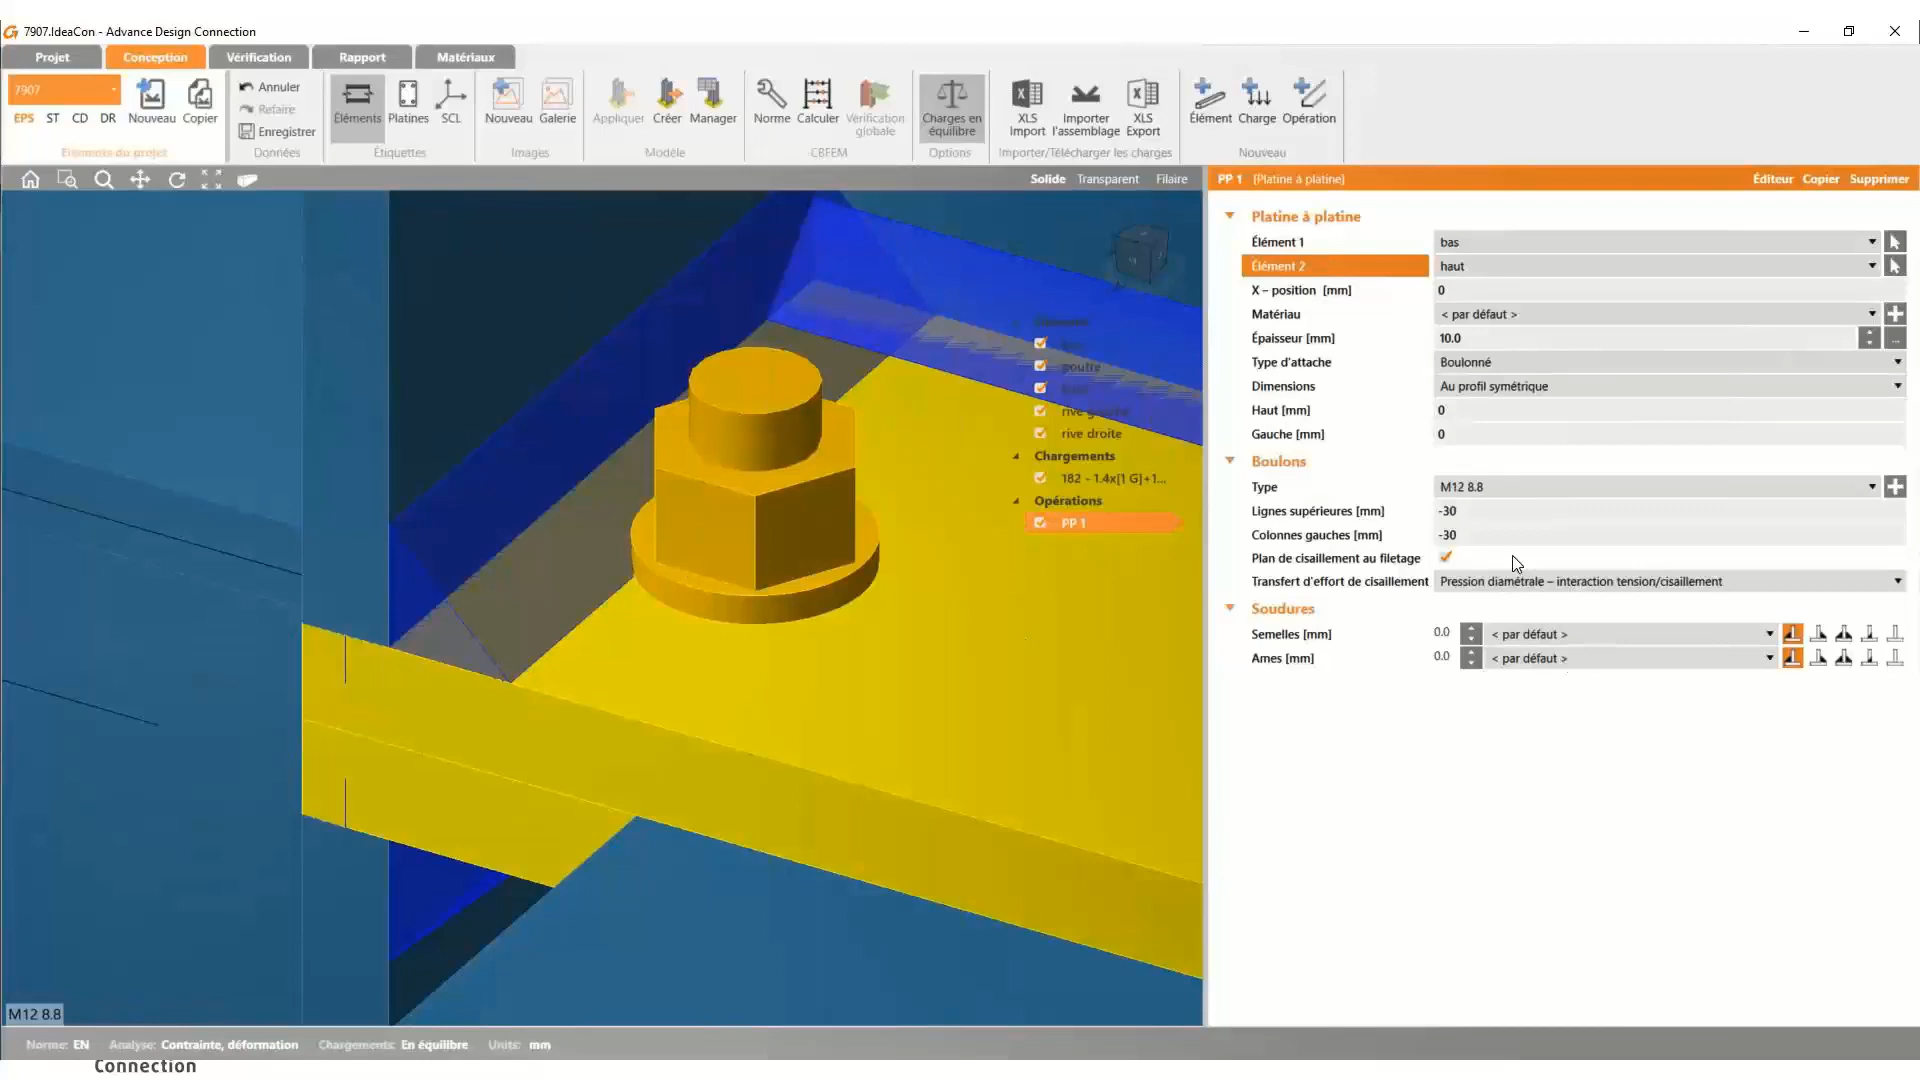 7907.IdeaCon - Advance Design Connection
Projet
Conception
Vérification
Rapport
Matériaux
7907
EPS ST CD DR
Nouveau
Copier
Eléments du projet
Annuler
Refaire
Enregistrer
Données
Éléments
Platines
SCL
Étiquettes
Nouveau
Galerie
Images
Appliquer
Créer
Manager
Modèle
Norme
Calculer
Vérification globale
CBFEM
Charges en équilibre
Options
XLS Import
Importer l'assemblage
XLS Export
Importer/Télécharger les charges
Élément
Charge
Opération
Nouveau
Solide Transparent Filaire
poutre
rive gauche
rive droite
Chargements
182 - 1.4x[1 G]+1...
Opérations
PP 1
M12 8.8
PP 1 [Platine à platine]
Éditeur Copier Supprimer
Platine à platine
Élément 1 bas
Élément 2 haut
X – position [mm] 0
Matériau < par défaut >
Épaisseur [mm] 10.0
...
Type d'attache Boulonné
Dimensions Au profil symétrique
Haut [mm] 0
Gauche [mm] 0
Boulons
Type M12 8.8
Lignes supérieures [mm] -30
Colonnes gauches [mm] -30
Plan de cisaillement au filetage
Transfert d'effort de cisaillement Pression diamétrale – interaction tension/cisaillement
Soudures
Semelles [mm] 0.0 < par défaut >
Ames [mm] 0.0 < par défaut >
Norme: EN Analyse: Contrainte, déformation Chargements: En équilibre Units: mm
Connection